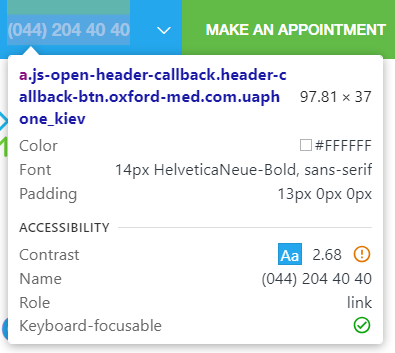 (044) 204 40 40 MAKE AN APPOINTMENT
a.js-open-header-callback.header-c
allback-btn.oxford-med.com.uaph 97.81 × 37
one_kiev
Color #FFFFFF
Font 14px HelveticaNeue-Bold, sans-serif
Padding 13px 0px 0px
ACCESSIBILITY
Contrast Aa 2.68
Name (044) 204 40 40
Role link
Keyboard-focusable